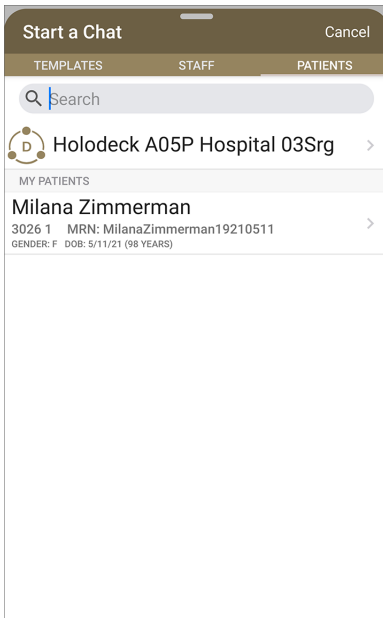 Start a Chat
Cancel
TEMPLATES
STAFF
PATIENTS
Search
D
Holodeck A05P Hospital 03Srg
MY PATIENTS
Milana Zimmerman
3026 1 MRN: MilanaZimmerman19210511
GENDER: F DOB: 5/11/21 (98 YEARS)